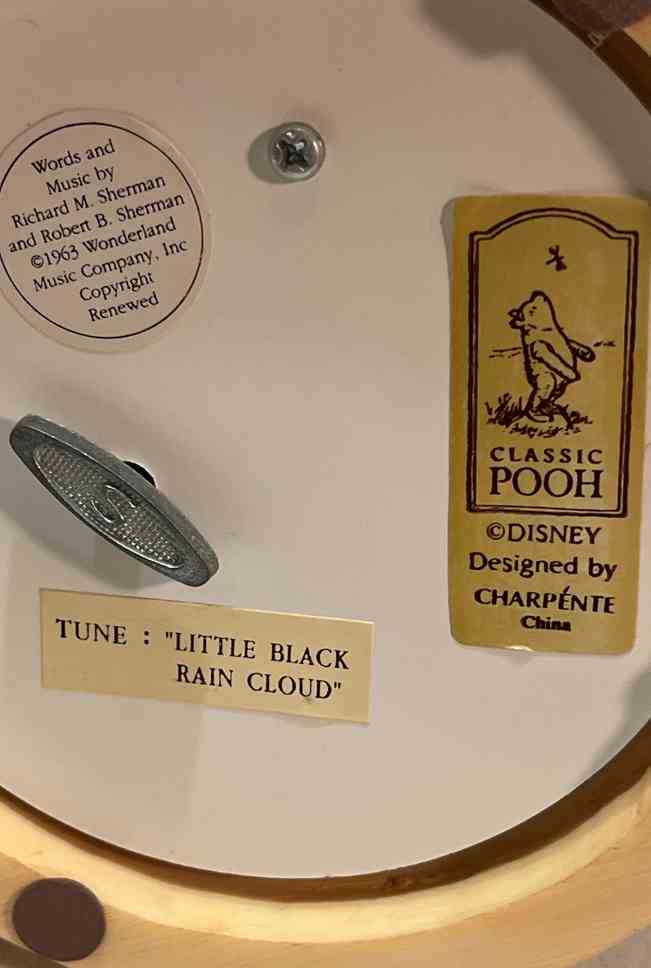 Words and
Music by
Richard M. Sherman
and Robert B. Sherman
©1963 Wonderland
Music Company, Inc
Copyright
Renewed
CLASSIC
POOH
©DISNEY
Designed by
CHARPÉNTE
China
S
TUNE : "LITTLE BLACK
RAIN CLOUD"